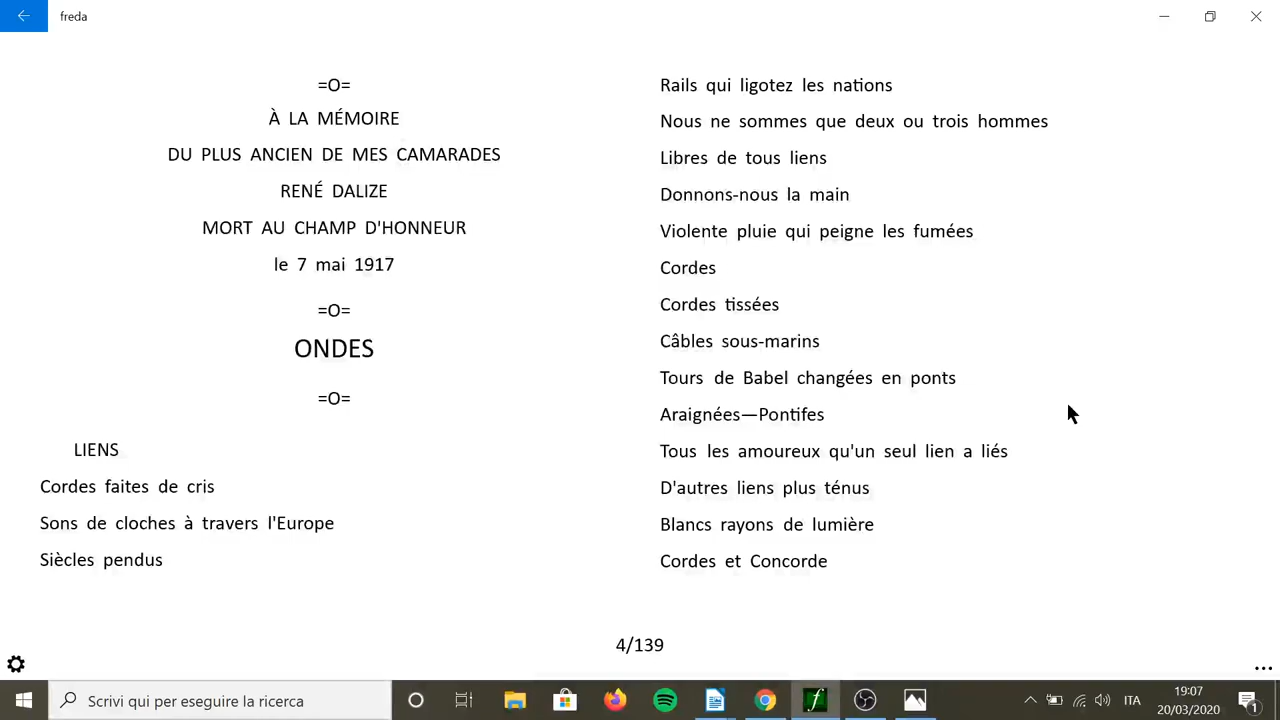 freda
=O=
À LA MÉMOIRE
DU PLUS ANCIEN DE MES CAMARADES
RENÉ DALIZE
MORT AU CHAMP D'HONNEUR
le 7 mai 1917
=O=
ONDES
=O=
LIENS
Cordes faites de cris
Sons de cloches à travers l'Europe
Siècles pendus
Rails qui ligotez les nations
Nous ne sommes que deux ou trois hommes
Libres de tous liens
Donnons-nous la main
Violente pluie qui peigne les fumées
Cordes
Cordes tissées
Câbles sous-marins
Tours de Babel changées en ponts
Araignées—Pontifes
Tous les amoureux qu'un seul lien a liés
D'autres liens plus ténus
Blancs rayons de lumière
Cordes et Concorde
4/139
Scrivi qui per eseguire la ricerca
ITA
19:07
20/03/2020
1